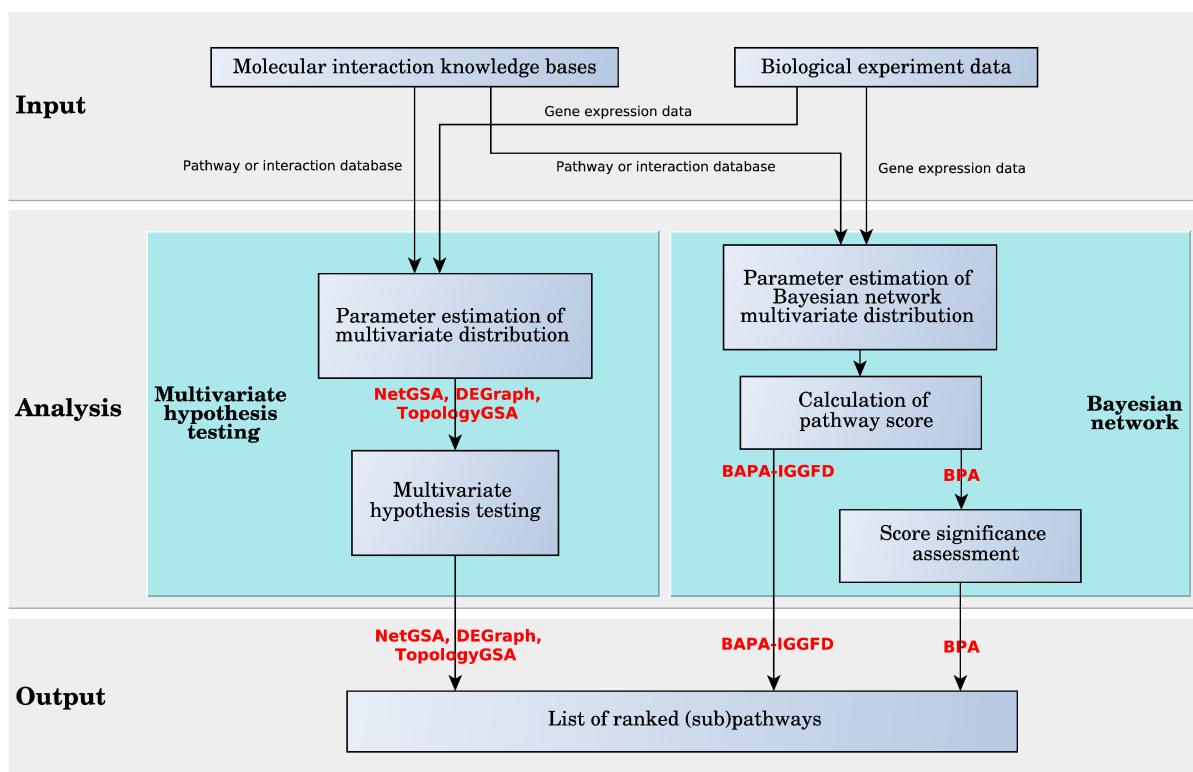 Molecular interaction knowledge bases
Biological experiment data
Input
Gene expression data
Pathway or interaction database
Pathway or interaction database
Gene expression data
Parameter estimation of
multivariate distribution
Parameter estimation of
Bayesian network
multivariate distribution
Analysis
Multivariate
hypothesis
testing
NetGSA, DEGraph,
TopologyGSA
Calculation of
pathway score
Bayesian
network
Multivariate
hypothesis testing
BAPA-IGGFD
BPA
Score significance
assessment
NetGSA, DEGraph,
TopologyGSA
BAPA-IGGFD
BPA
Output
List of ranked (sub)pathways